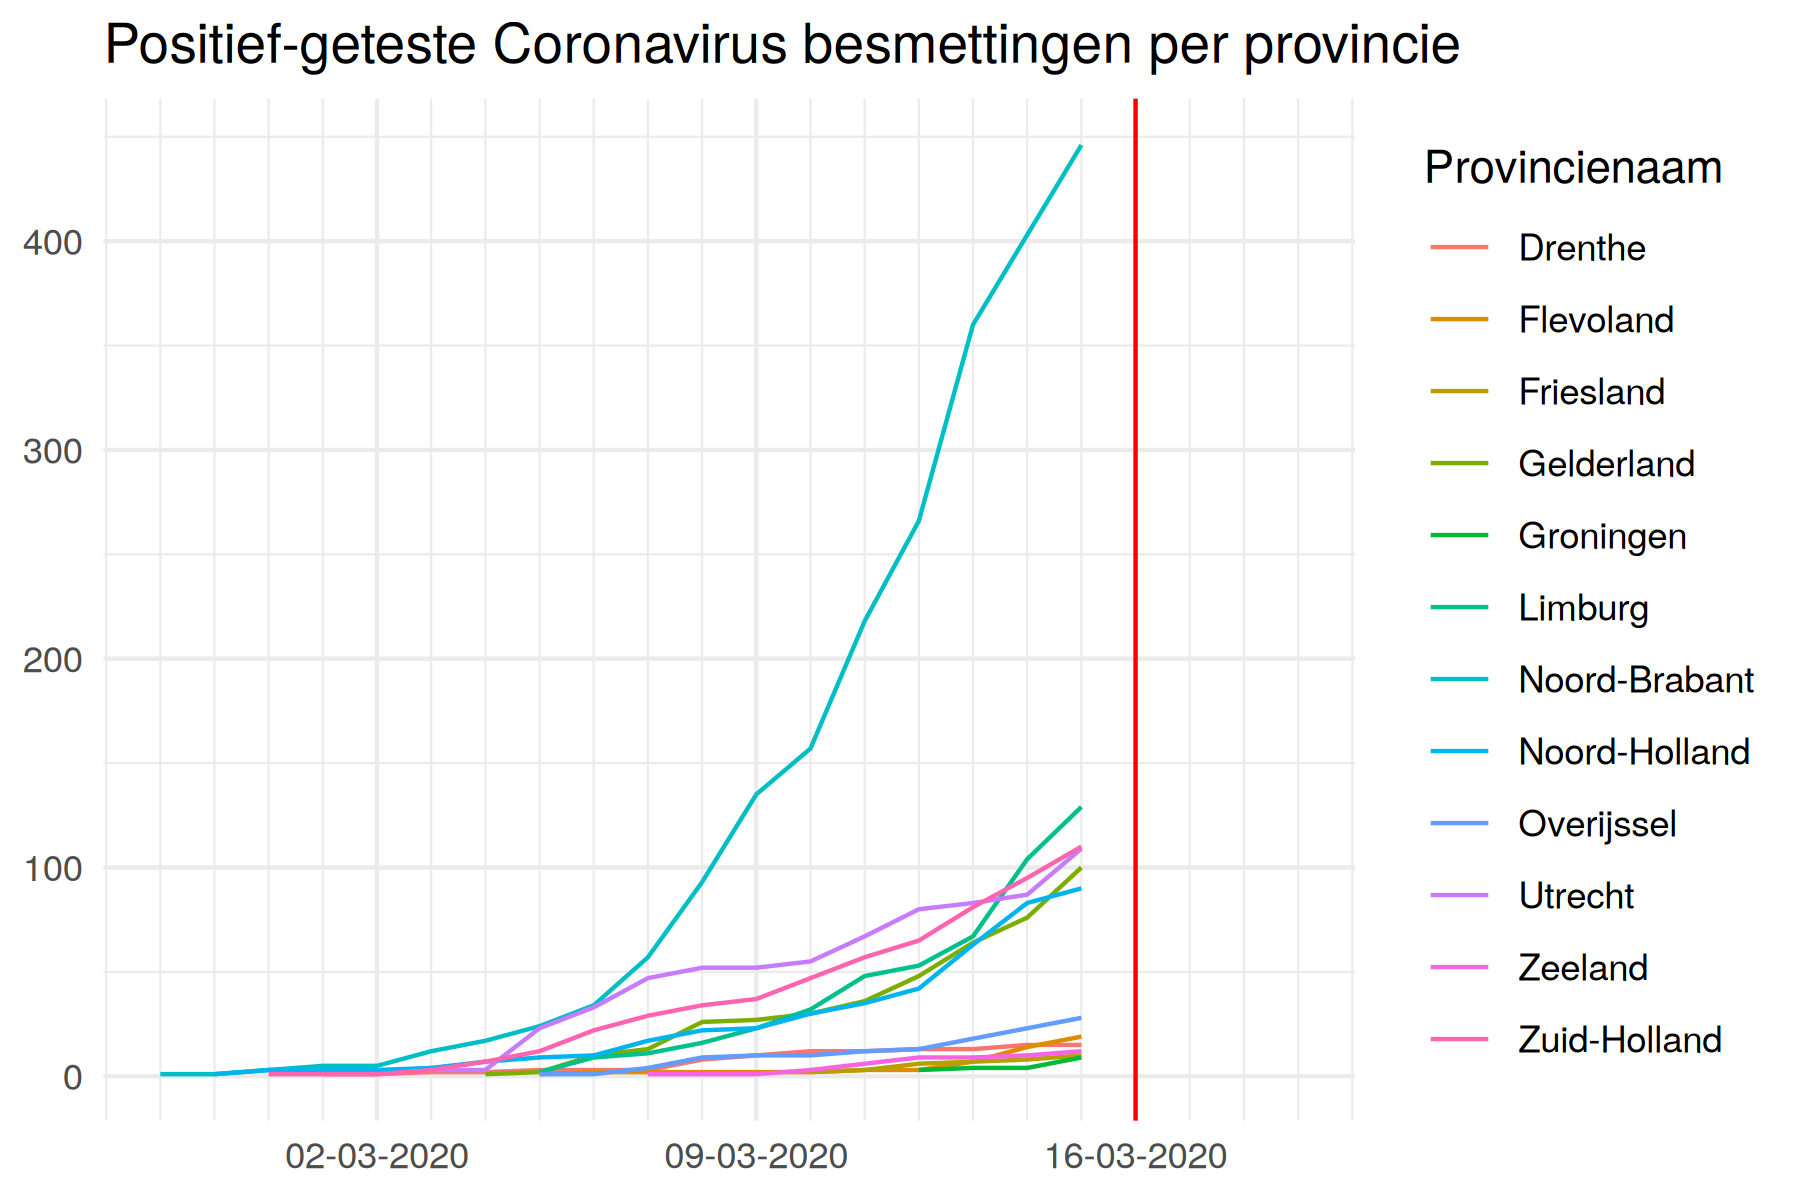 Positief-geteste Coronavirus besmettingen per provincie
400
300
200
100
0
02-03-2020
09-03-2020
16-03-2020
Provincienaam
Drenthe
Flevoland
Friesland
Gelderland
Groningen
Limburg
Noord-Brabant
Noord-Holland
Overijssel
Utrecht
Zeeland
Zuid-Holland